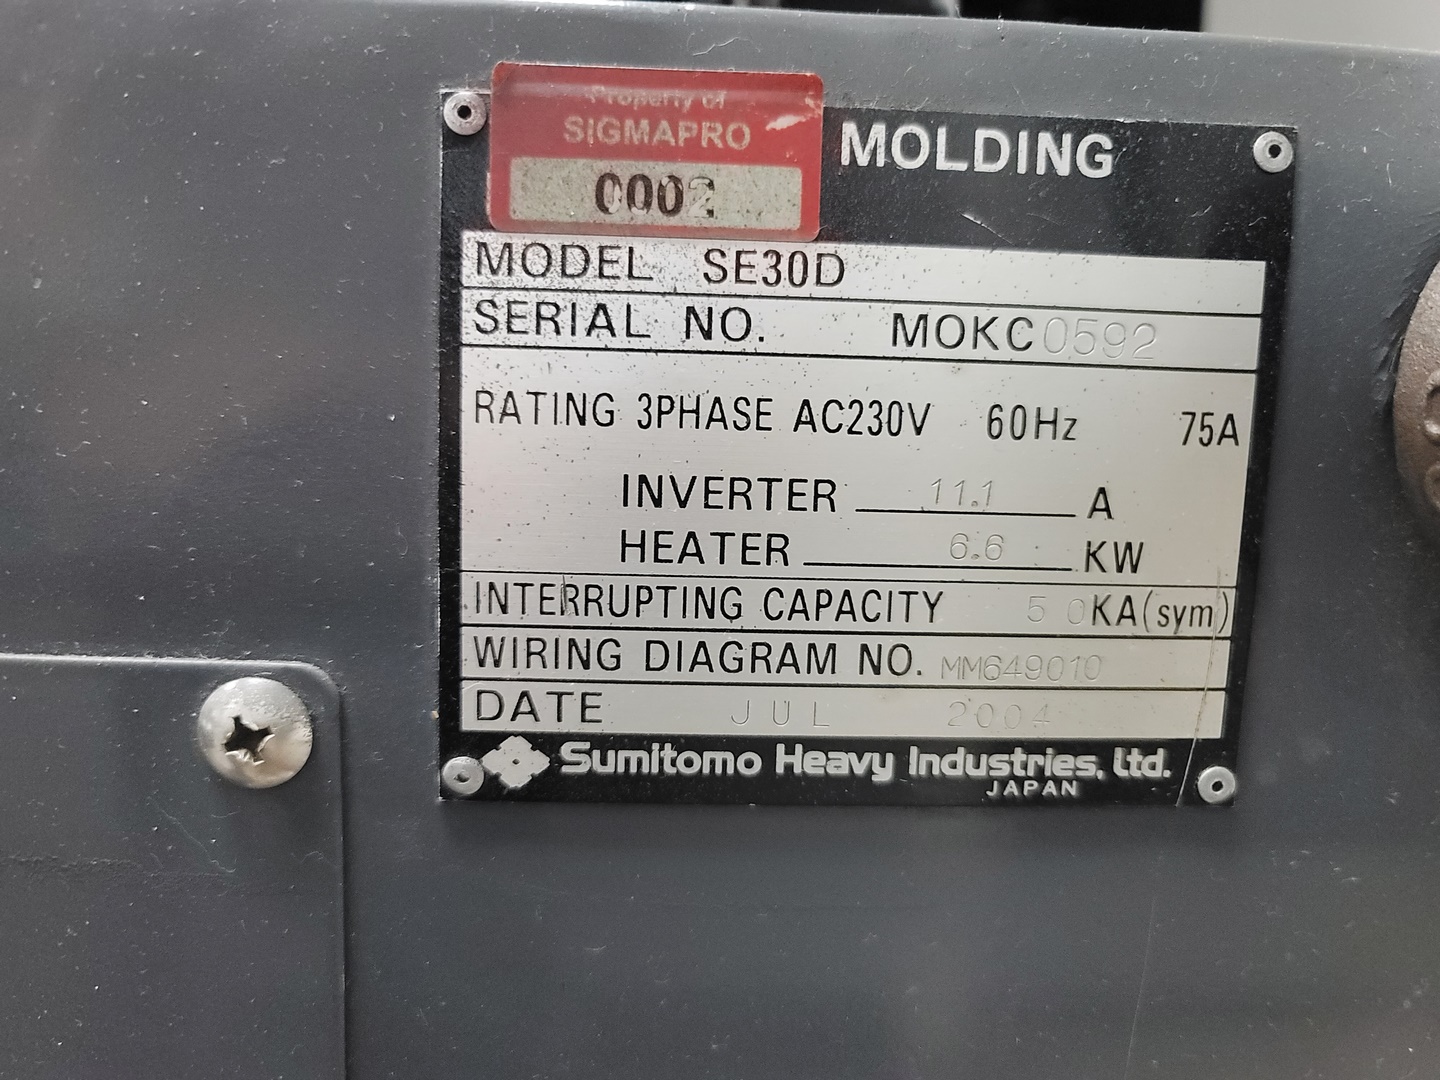 Property of
SIGMAPRO
0002
MOLDING
MODEL SE30D
SERIAL NO. MOKC0592
RATING 3PHASE AC230V 60Hz 75A
INVERTER 11.1 A
HEATER 6.6 KW
INTERRUPTING CAPACITY 5 0KA(sym)
WIRING DIAGRAM NO. MM649010
DATE JUL 2004
Sumitomo Heavy Industries, Ltd.
JAPAN